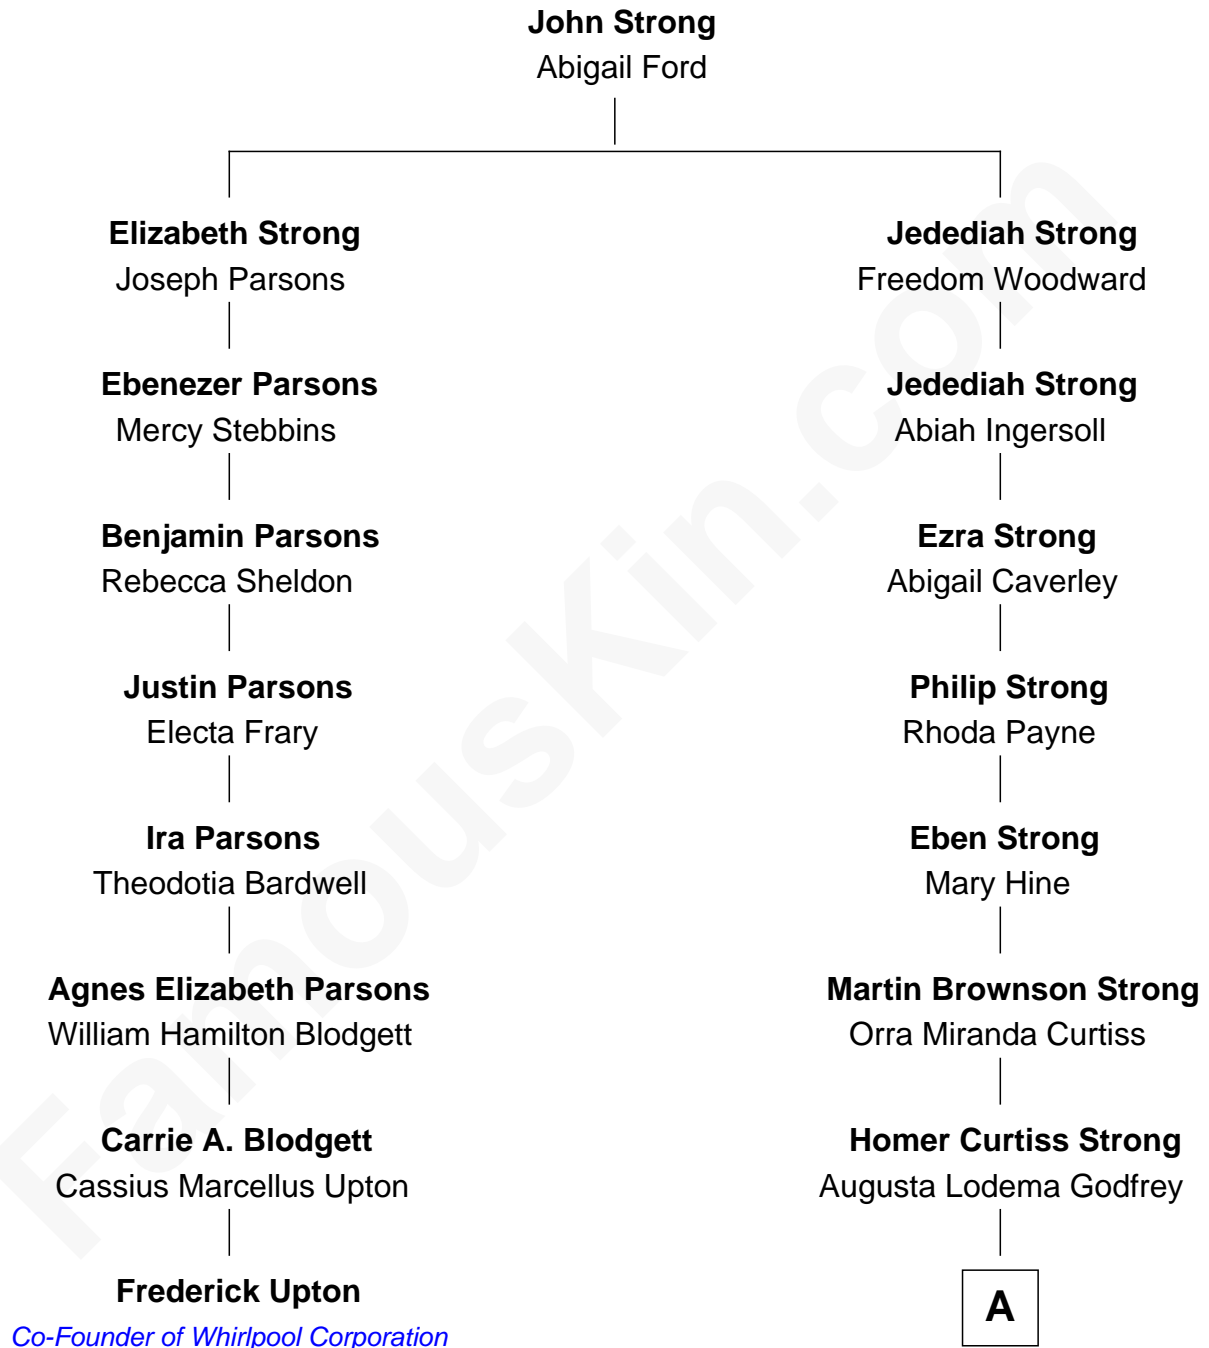 John Strong
Abigail Ford
Elizabeth Strong
Joseph Parsons
Jedediah Strong
Freedom Woodward
Ebenezer Parsons
Mercy Stebbins
Jedediah Strong
Abiah Ingersoll
Benjamin Parsons
Rebecca Sheldon
Ezra Strong
Abigail Caverley
Justin Parsons
Electa Frary
Philip Strong
Rhoda Payne
Ira Parsons
Theodotia Bardwell
Eben Strong
Mary Hine
Agnes Elizabeth Parsons
William Hamilton Blodgett
Martin Brownson Strong
Orra Miranda Curtiss
Carrie A. Blodgett
Cassius Marcellus Upton
Homer Curtiss Strong
Augusta Lodema Godfrey
Frederick Upton
Co-Founder of Whirlpool Corporation
A
FamousKin.com